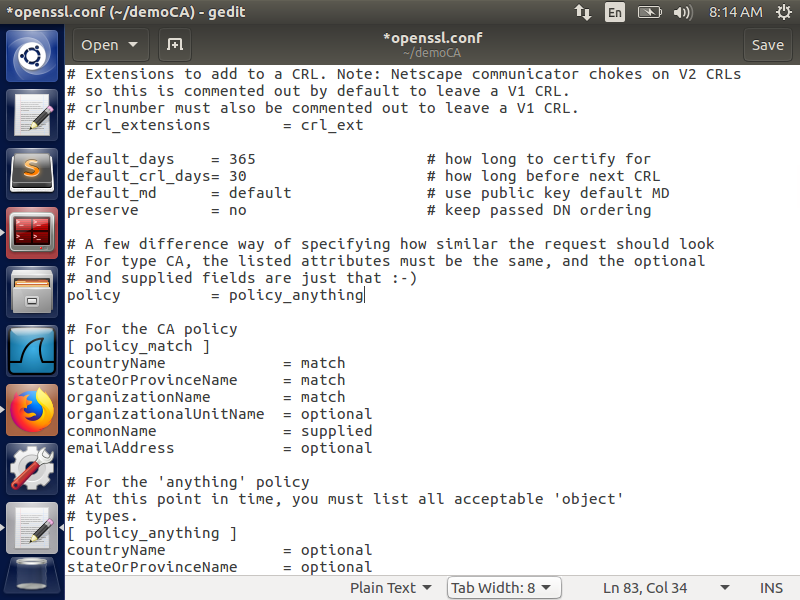 *openssl.conf (~/demoCA) - gedit
En
8:14 AM
Open
*openssl.conf
~/demoCA
Save
# Extensions to add to a CRL. Note: Netscape communicator chokes on V2 CRLs
# so this is commented out by default to leave a V1 CRL.
# crlnumber must also be commented out to leave a V1 CRL.
# crl_extensions        = crl_ext
default_days    = 365                   # how long to certify for
default_crl_days= 30                    # how long before next CRL
default_md      = default               # use public key default MD
preserve        = no                    # keep passed DN ordering
# A few difference way of specifying how similar the request should look
# For type CA, the listed attributes must be the same, and the optional
# and supplied fields are just that :-)
policy          = policy_anything
# For the CA policy
[ policy_match ]
countryName             = match
stateOrProvinceName     = match
organizationName        = match
organizationalUnitName  = optional
commonName              = supplied
emailAddress            = optional
# For the 'anything' policy
# At this point in time, you must list all acceptable 'object'
# types.
[ policy_anything ]
countryName             = optional
stateOrProvinceName     = optional
Plain Text
Tab Width: 8
Ln 83, Col 34
INS